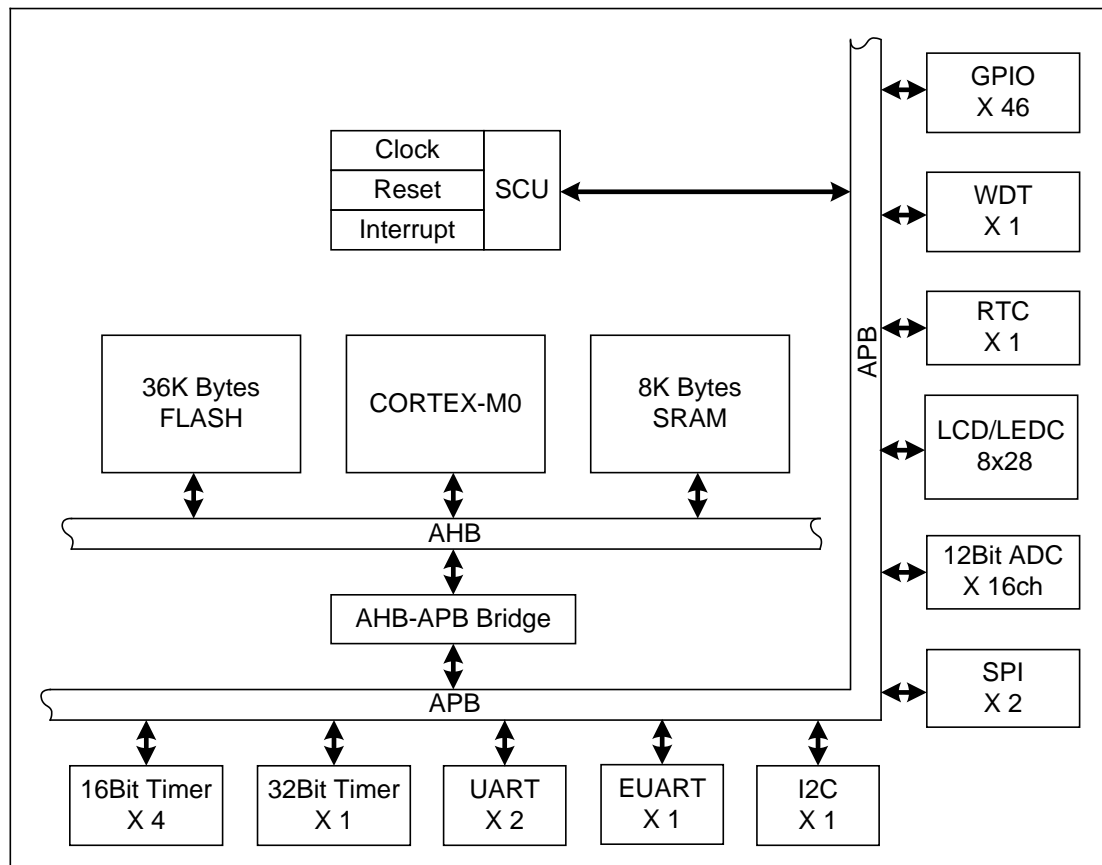 GPIO
X 46
Clock
Reset
Interrupt
SCU
WDT
X 1
RTC
X 1
APB
36K Bytes
FLASH
CORTEX-M0
8K Bytes
SRAM
LCD/LEDC
8x28
AHB
12Bit ADC
X 16ch
AHB-APB Bridge
SPI
X 2
APB
16Bit Timer
X 4
32Bit Timer
X 1
UART
X 2
EUART
X 1
I2C
X 1